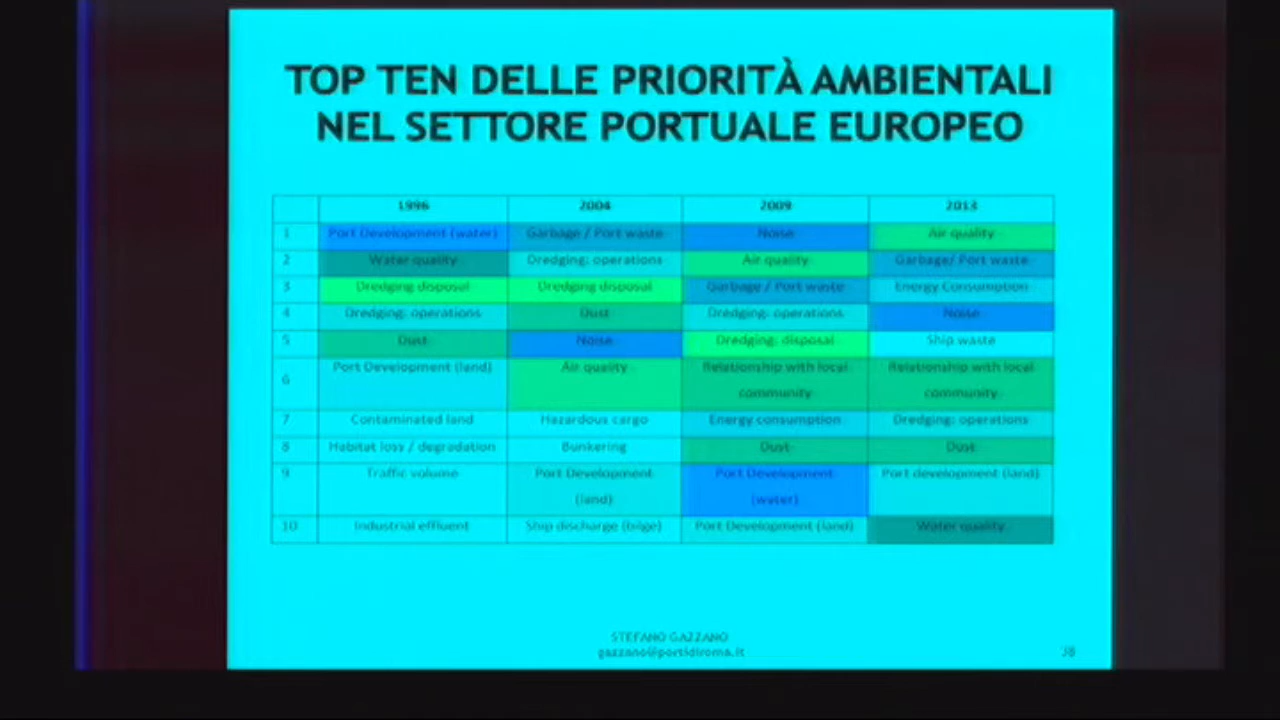 TOP TEN DELLE PRIORITÀ AMBIENTALI
NEL SETTORE PORTUALE EUROPEO
1996 2004 2009 2013
1 Port Development (water) Garbage / Port waste Noise Air quality
2 Water quality Dredging: operations Air quality Garbage/ Port waste
3 Dredging disposal Dredging disposal Garbage / Port waste Energy Consumption
4 Dredging: operations Dust Dredging: operations Noise
5 Dust Noise Dredging: disposal Ship waste
6 Port Development (land) Air quality Relationship with local community Relationship with local community
7 Contaminated land Hazardous cargo Energy consumption Dredging: operations
8 Habitat loss / degradation Bunkering Dust Dust
9 Traffic volume Port Development (land) Port Development (water) Port development (land)
10 Industrial effluent Ship discharge (bilge) Port Development (land) Water quality
STEFANO GAZZANO
gazzano@portidiroma.it